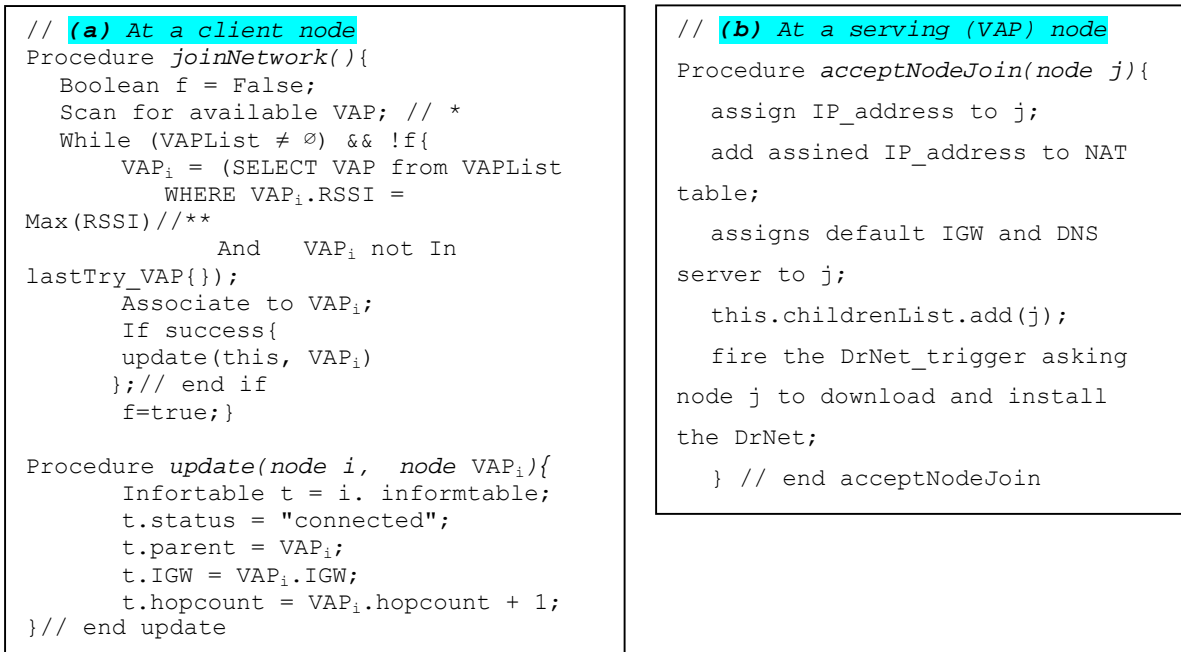 // (a) At a client node
Procedure joinNetwork(){
Boolean f = False;
Scan for available VAP; // *
While (VAPList ≠ ∅) && !f{
VAPi = (SELECT VAP from VAPList
WHERE VAPi.RSSI =
Max(RSSI)//**
And VAPi not In
lastTry_VAP{});
Associate to VAPi;
If success{
update(this, VAPi)
};// end if
f=true;}
Procedure update(node i, node VAPi){
Infortable t = i. informtable;
t.status = "connected";
t.parent = VAPi;
t.IGW = VAPi.IGW;
t.hopcount = VAPi.hopcount + 1;
}// end update
// (b) At a serving (VAP) node
Procedure acceptNodeJoin(node j){
assign IP_address to j;
add assined IP_address to NAT
table;
assigns default IGW and DNS
server to j;
this.childrenList.add(j);
fire the DrNet_trigger asking
node j to download and install
the DrNet;
} // end acceptNodeJoin